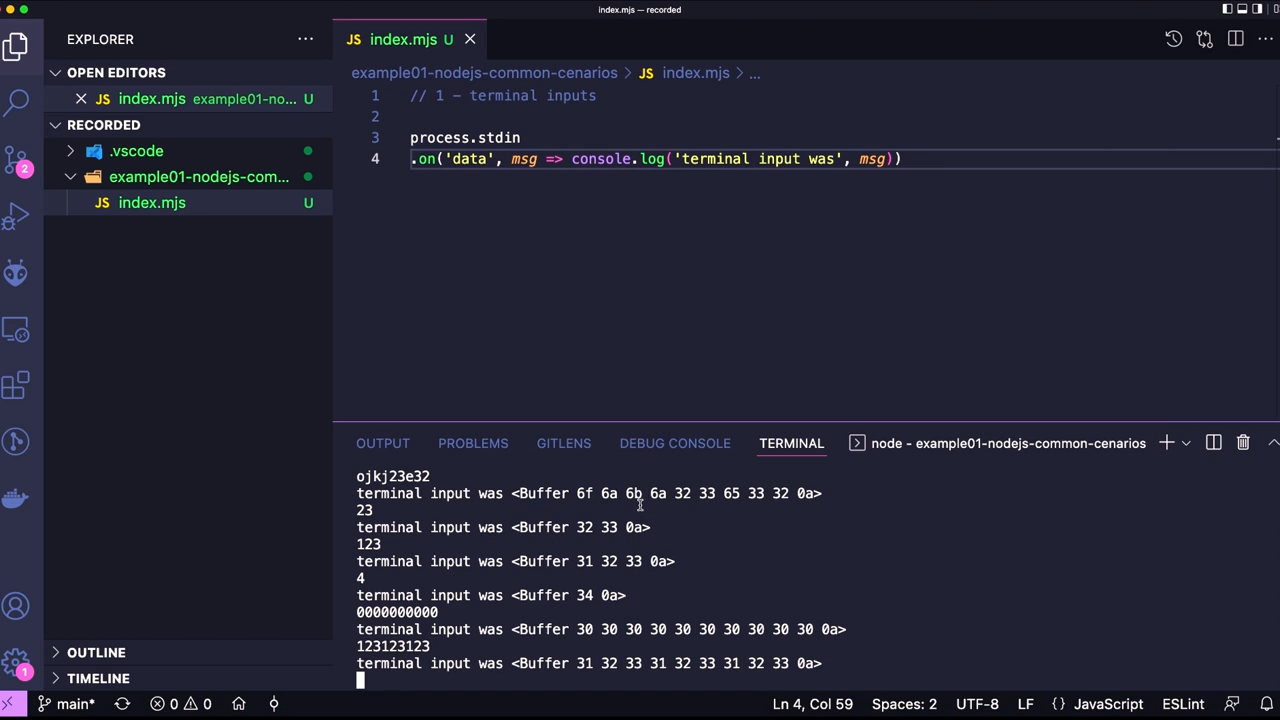 index.mjs — recorded
EXPLORER
JS index.mjs U
OPEN EDITORS
JS index.mjs example01-no... U
RECORDED
.vscode
example01-nodejs-com...
JS index.mjs U
OUTLINE
TIMELINE
example01-nodejs-common-cenarios > JS index.mjs > ...
1 // 1 - terminal inputs
2
3 process.stdin
4 .on('data', msg => console.log('terminal input was', msg))
OUTPUT PROBLEMS GITLENS DEBUG CONSOLE TERMINAL node - example01-nodejs-common-cenarios
ojkj23e32
terminal input was <Buffer 6f 6a 6b 6a 32 33 65 33 32 0a>
23
terminal input was <Buffer 32 33 0a>
123
terminal input was <Buffer 31 32 33 0a>
4
terminal input was <Buffer 34 0a>
0000000000
terminal input was <Buffer 30 30 30 30 30 30 30 30 30 30 0a>
123123123
terminal input was <Buffer 31 32 33 31 32 33 31 32 33 0a>
2
1
main* 0 0 Ln 4, Col 59 Spaces: 2 UTF-8 LF {} JavaScript ESLint